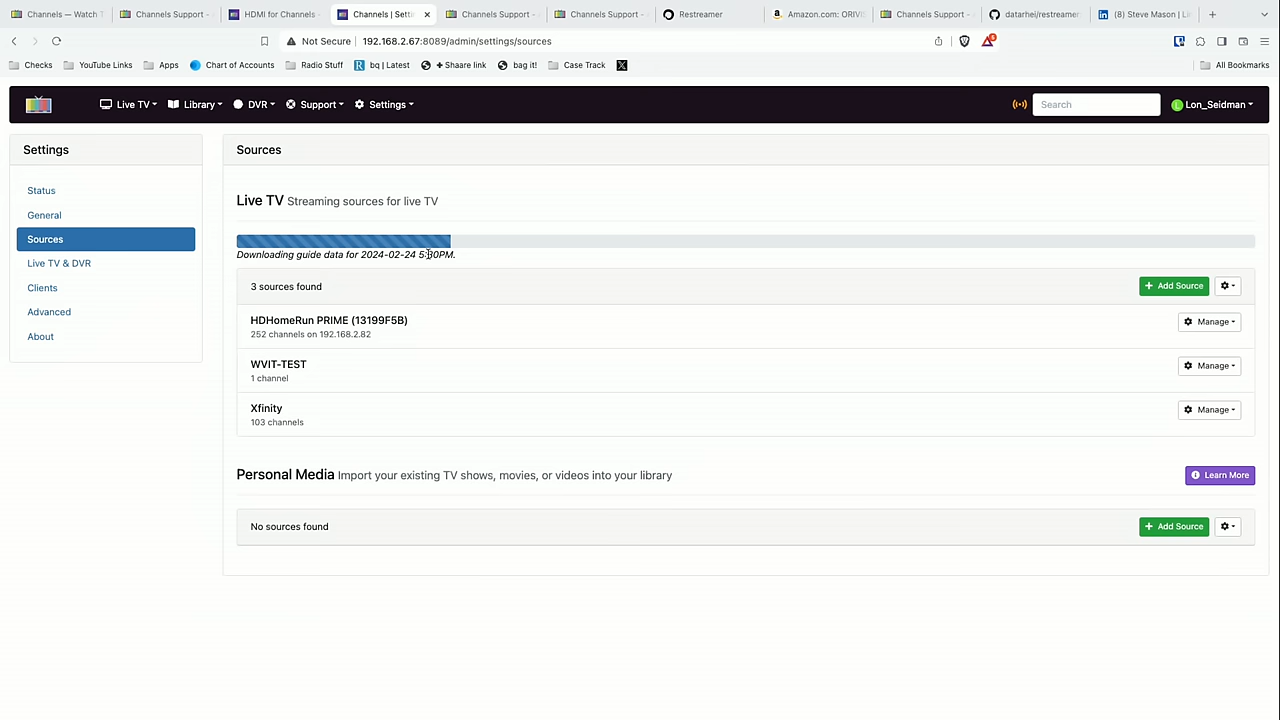 Channels — Watch T
Channels Support -
HDMI for Channels
Channels | Setti
Channels Support -
Channels Support -
Restreamer
Amazon.com: ORIVI
Channels Support -
datarhei/restreamer
(8) Steve Mason | Li
Not Secure 192.168.2.67:8089/admin/settings/sources
Checks
YouTube Links
Apps
Chart of Accounts
Radio Stuff
bq | Latest
+ Shaare link
bag it!
Case Track
All Bookmarks
Live TV
Library
DVR
Support
Settings
Search
Lon_Seidman
Settings
Status
General
Sources
Live TV & DVR
Clients
Advanced
About
Sources
Live TV Streaming sources for live TV
Downloading guide data for 2024-02-24 5:30PM.
3 sources found
+ Add Source
HDHomeRun PRIME (13199F5B)
252 channels on 192.168.2.82
Manage
WVIT-TEST
1 channel
Manage
Xfinity
103 channels
Manage
Personal Media Import your existing TV shows, movies, or videos into your library
Learn More
No sources found
+ Add Source